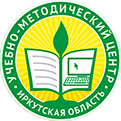 УЧЕБНО-МЕТОДИЧЕСКИЙ ЦЕНТР
ИРКУТСКАЯ ОБЛАСТЬ